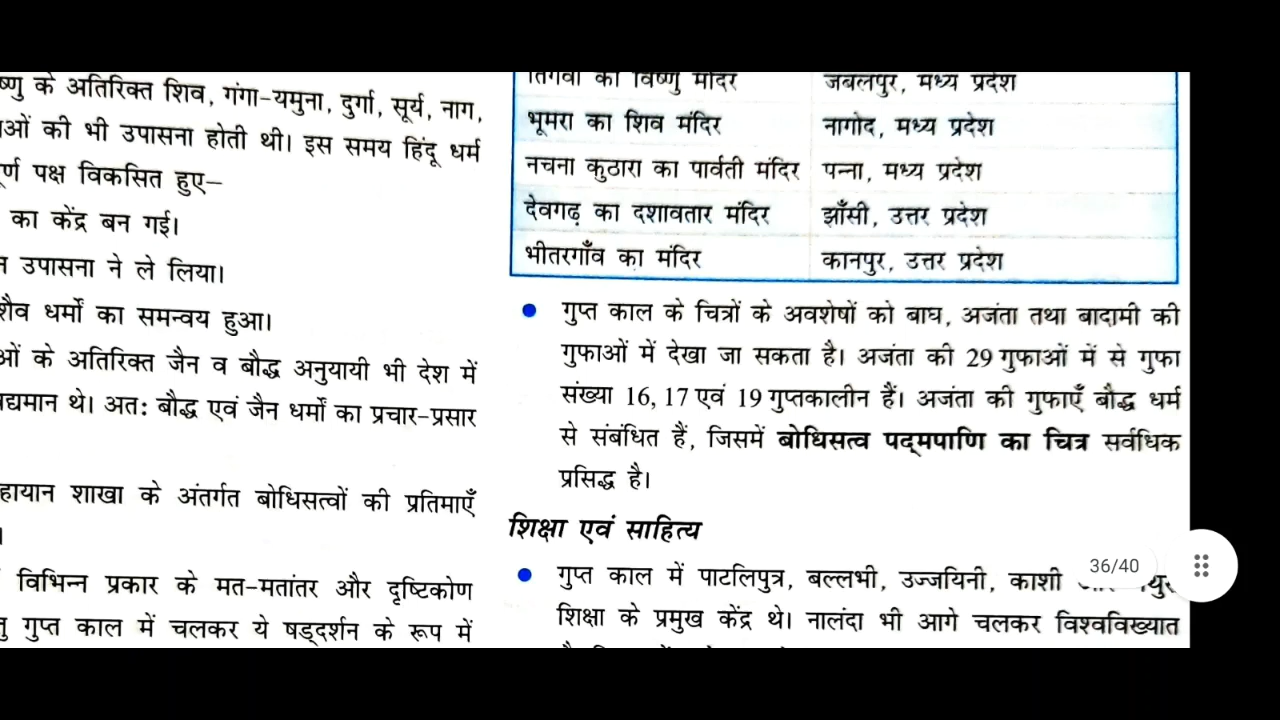 ष्णु के अतिरिक्त शिव, गंगा-यमुना, दुर्गा, सूर्य, नाग,
ओं की भी उपासना होती थी। इस समय हिंदू धर्म
र्ण पक्ष विकसित हुए–
का केंद्र बन गई।
न उपासना ने ले लिया।
शैव धर्मों का समन्वय हुआ।
ओं के अतिरिक्त जैन व बौद्ध अनुयायी भी देश में
द्यमान थे। अतः बौद्ध एवं जैन धर्मों का प्रचार-प्रसार
हायान शाखा के अंतर्गत बोधिसत्वों की प्रतिमाएँ
।
विभिन्न प्रकार के मत-मतांतर और दृष्टिकोण
तु गुप्त काल में चलकर ये षड्दर्शन के रूप में
तिगवा का विष्णु मंदिर जबलपुर, मध्य प्रदेश
भूमरा का शिव मंदिर नागोद, मध्य प्रदेश
नचना कुठारा का पार्वती मंदिर पन्ना, मध्य प्रदेश
देवगढ़ का दशावतार मंदिर झाँसी, उत्तर प्रदेश
भीतरगाँव का मंदिर कानपुर, उत्तर प्रदेश
● गुप्त काल के चित्रों के अवशेषों को बाघ, अजंता तथा बादामी की
गुफाओं में देखा जा सकता है। अजंता की 29 गुफाओं में से गुफा
संख्या 16, 17 एवं 19 गुप्तकालीन हैं। अजंता की गुफाएँ बौद्ध धर्म
से संबंधित हैं, जिसमें बोधिसत्व पद्मपाणि का चित्र सर्वधिक
प्रसिद्ध है।
शिक्षा एवं साहित्य
● गुप्त काल में पाटलिपुत्र, बल्लभी, उज्जयिनी, काशी
शिक्षा के प्रमुख केंद्र थे। नालंदा भी आगे चलकर विश्वविख्यात
36/40